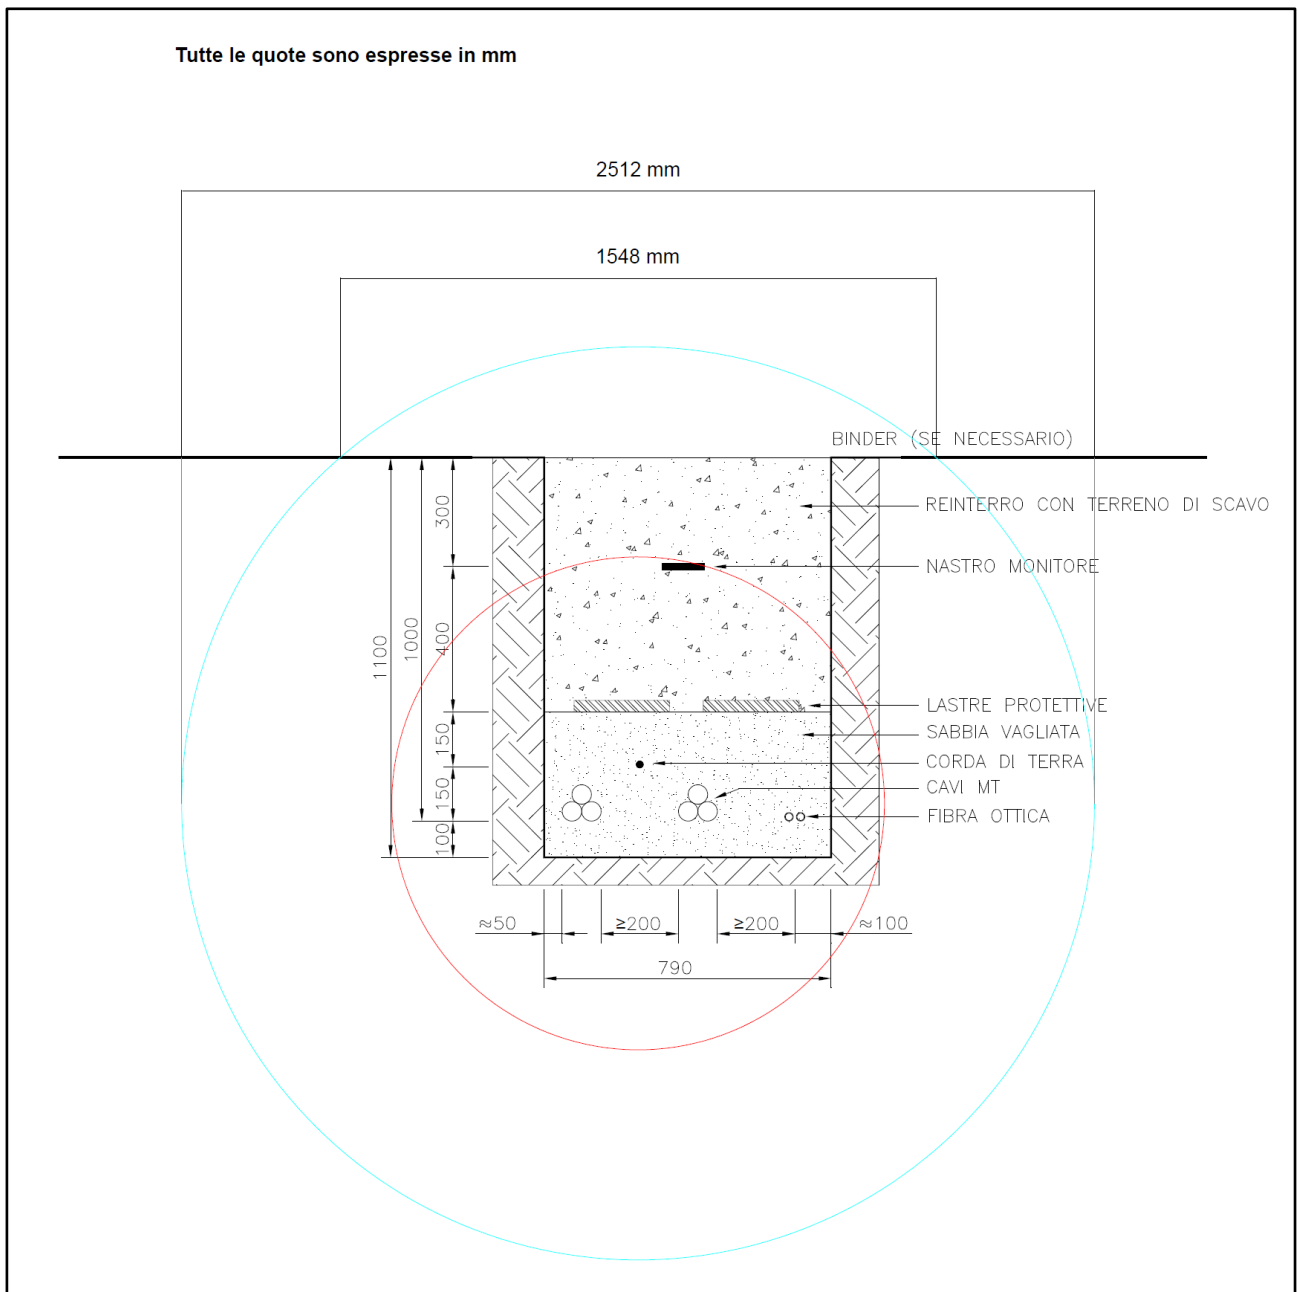 Tutte le quote sono espresse in mm
2512 mm
1548 mm
BINDER (SE NECESSARIO)
300
REINTERRO CON TERRENO DI SCAVO
NASTRO MONITORE
400
1000
1100
LASTRE PROTETTIVE
150
SABBIA VAGLIATA
CORDA DI TERRA
150
CAVI MT
FIBRA OTTICA
100
≈50
≥200
≥200
≈100
790